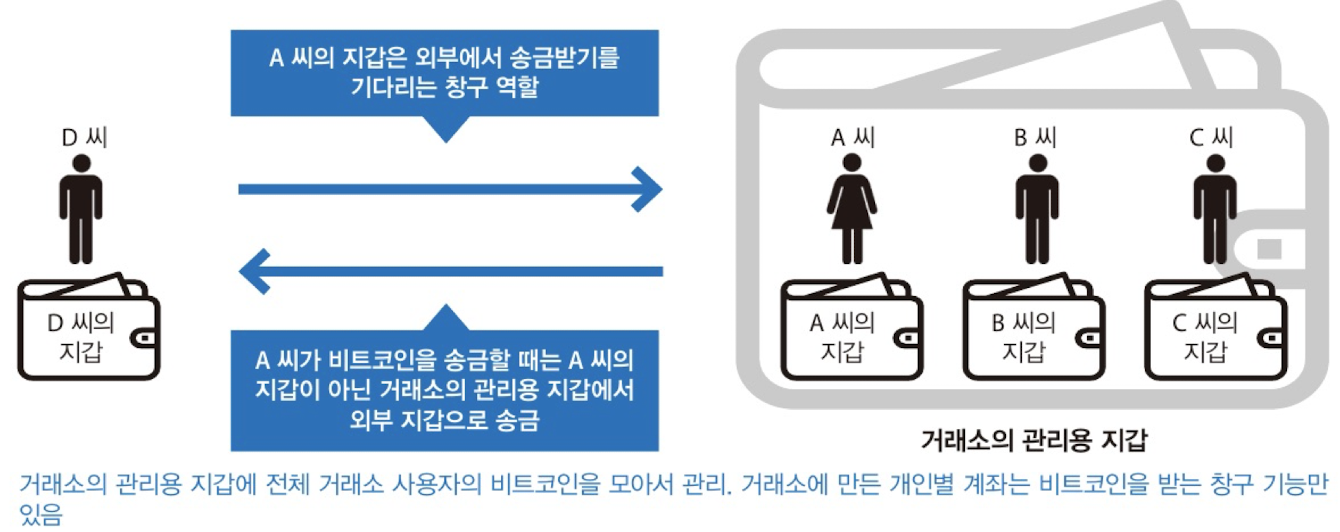 A 씨의 지갑은 외부에서 송금받기를
기다리는 창구 역할
D 씨
A 씨
B 씨
C 씨
D 씨의
지갑
A 씨의
지갑
B 씨의
지갑
C 씨의
지갑
A 씨가 비트코인을 송금할 때는 A 씨의
지갑이 아닌 거래소의 관리용 지갑에서
외부 지갑으로 송금
거래소의 관리용 지갑
거래소의 관리용 지갑에 전체 거래소 사용자의 비트코인을 모아서 관리. 거래소에 만든 개인별 계좌는 비트코인을 받는 창구 기능만
있음